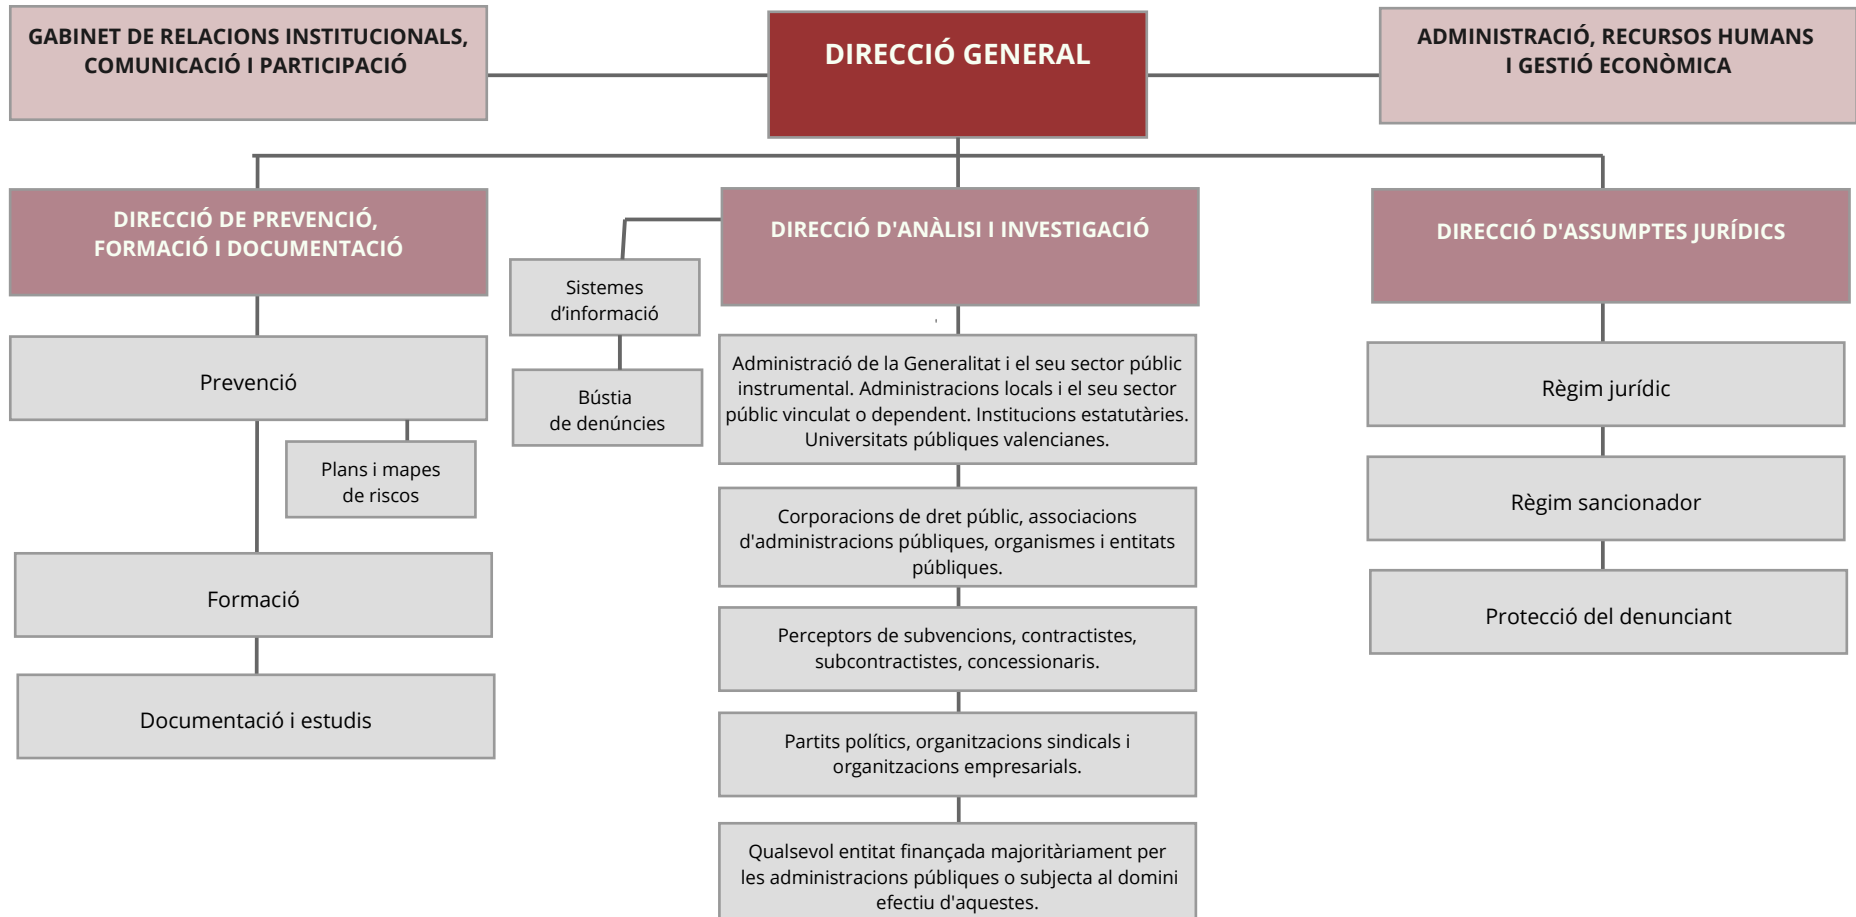 GABINET DE RELACIONS INSTITUCIONALS,
COMUNICACIÓ I PARTICIPACIÓ
DIRECCIÓ GENERAL
ADMINISTRACIÓ, RECURSOS HUMANS
I GESTIÓ ECONÒMICA
DIRECCIÓ DE PREVENCIÓ,
FORMACIÓ I DOCUMENTACIÓ
Prevenció
Plans i mapes
de riscos
Formació
Documentació i estudis
DIRECCIÓ D'ANÀLISI I INVESTIGACIÓ
Sistemes
d’informació
Bústia
de denúncies
Administració de la Generalitat i el seu sector públic
instrumental. Administracions locals i el seu sector
públic vinculat o dependent. Institucions estatutàries.
Universitats públiques valencianes.
Corporacions de dret públic, associacions
d'administracions públiques, organismes i entitats
públiques.
Perceptors de subvencions, contractistes,
subcontractistes, concessionaris.
Partits polítics, organitzacions sindicals i
organitzacions empresarials.
Qualsevol entitat finançada majoritàriament per
les administracions públiques o subjecta al domini
efectiu d'aquestes.
DIRECCIÓ D'ASSUMPTES JURÍDICS
Règim jurídic
Règim sancionador
Protecció del denunciant